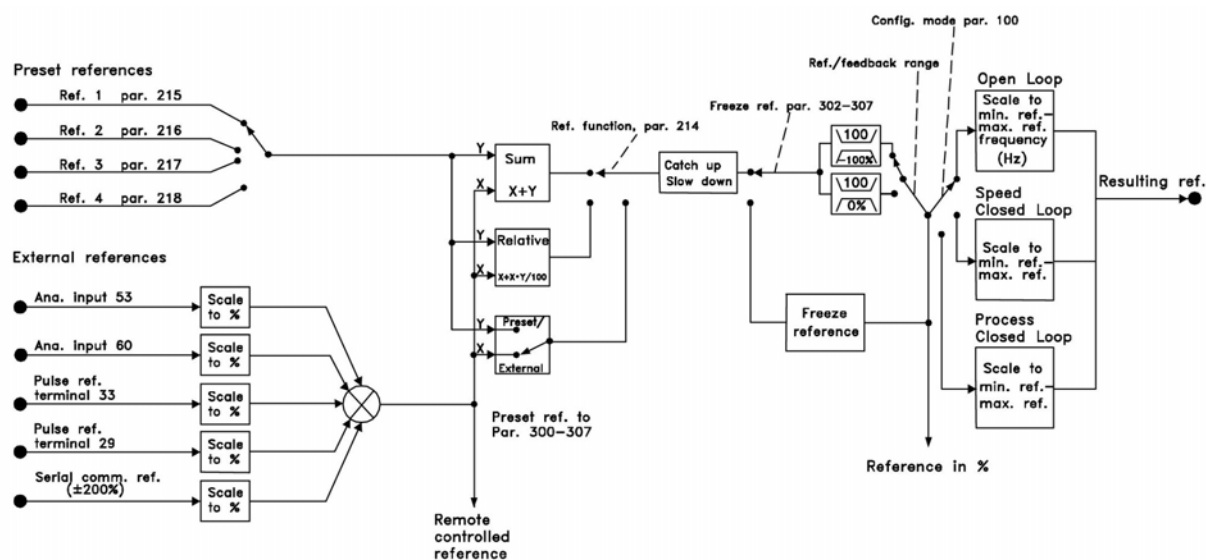 Config. mode par. 100
Ref./feedback range
Preset references
Ref. 1 par. 215
Ref. 2 par. 216
Ref. 3 par. 217
Ref. 4 par. 218
Freeze ref. par. 302-307
Ref. function, par. 214
Y
Sum
X
X+Y
Y
Relative
X
X+X·Y/100
Y
Preset/
X
External
Catch up
Slow down
100
-100%
100
0%
Open Loop
Scale to
min. ref.-
max. ref.
frequency
(Hz)
Resulting ref.
Speed
Closed Loop
Scale to
min. ref.-
max. ref.
Process
Closed Loop
Scale to
min. ref.-
max. ref.
Freeze
reference
Reference in %
External references
Ana. input 53
Scale
to %
Ana. input 60
Scale
to %
Pulse ref.
terminal 33
Scale
to %
Pulse ref.
terminal 29
Scale
to %
Serial comm. ref.
(±200%)
Scale
to %
Preset ref. to
Par. 300-307
Remote
controlled
reference